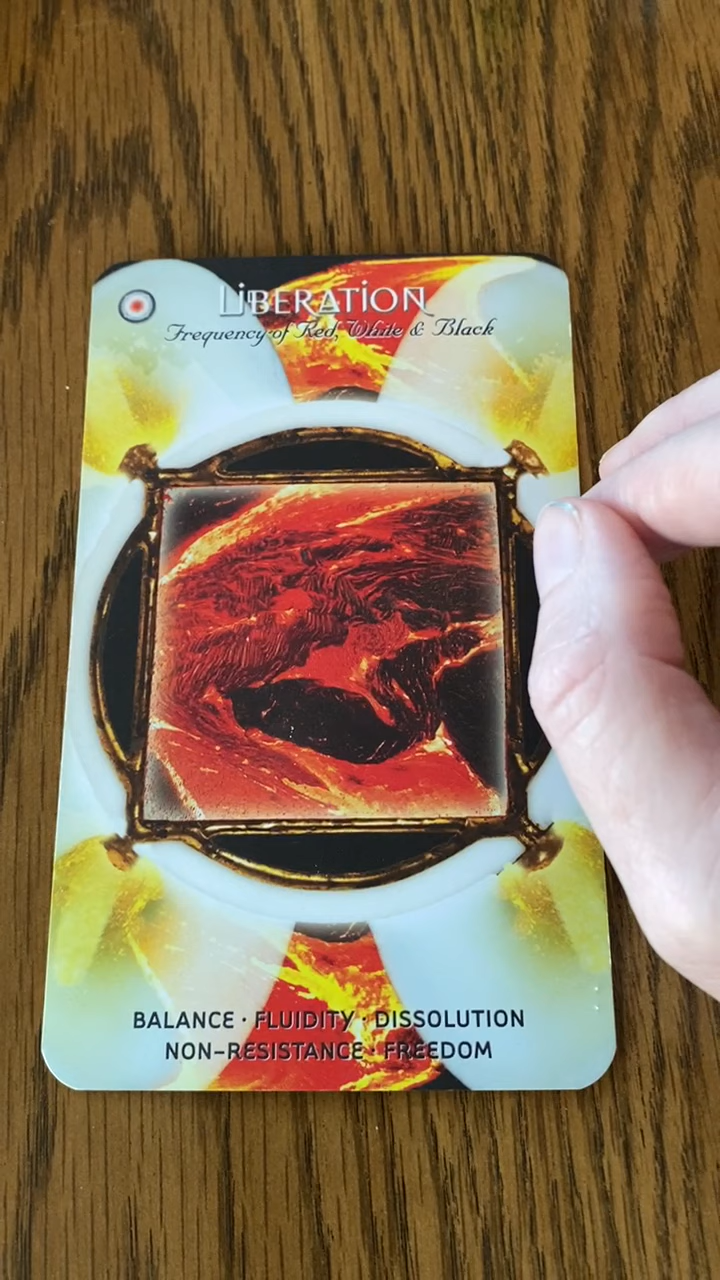 LIBERATION
Frequency of Red, White & Black
BALANCE · FLUIDITY · DISSOLUTION
NON-RESISTANCE · FREEDOM